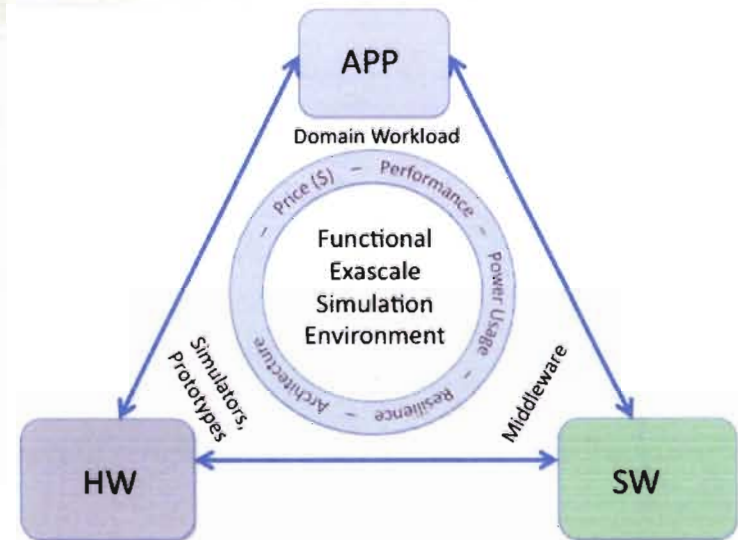 APP
Domain Workload
– Price ($) – Performance – Power Usage – Resilience – Architecture
Functional
Exascale
Simulation
Environment
Simulators,
Prototypes
Middleware
HW
SW